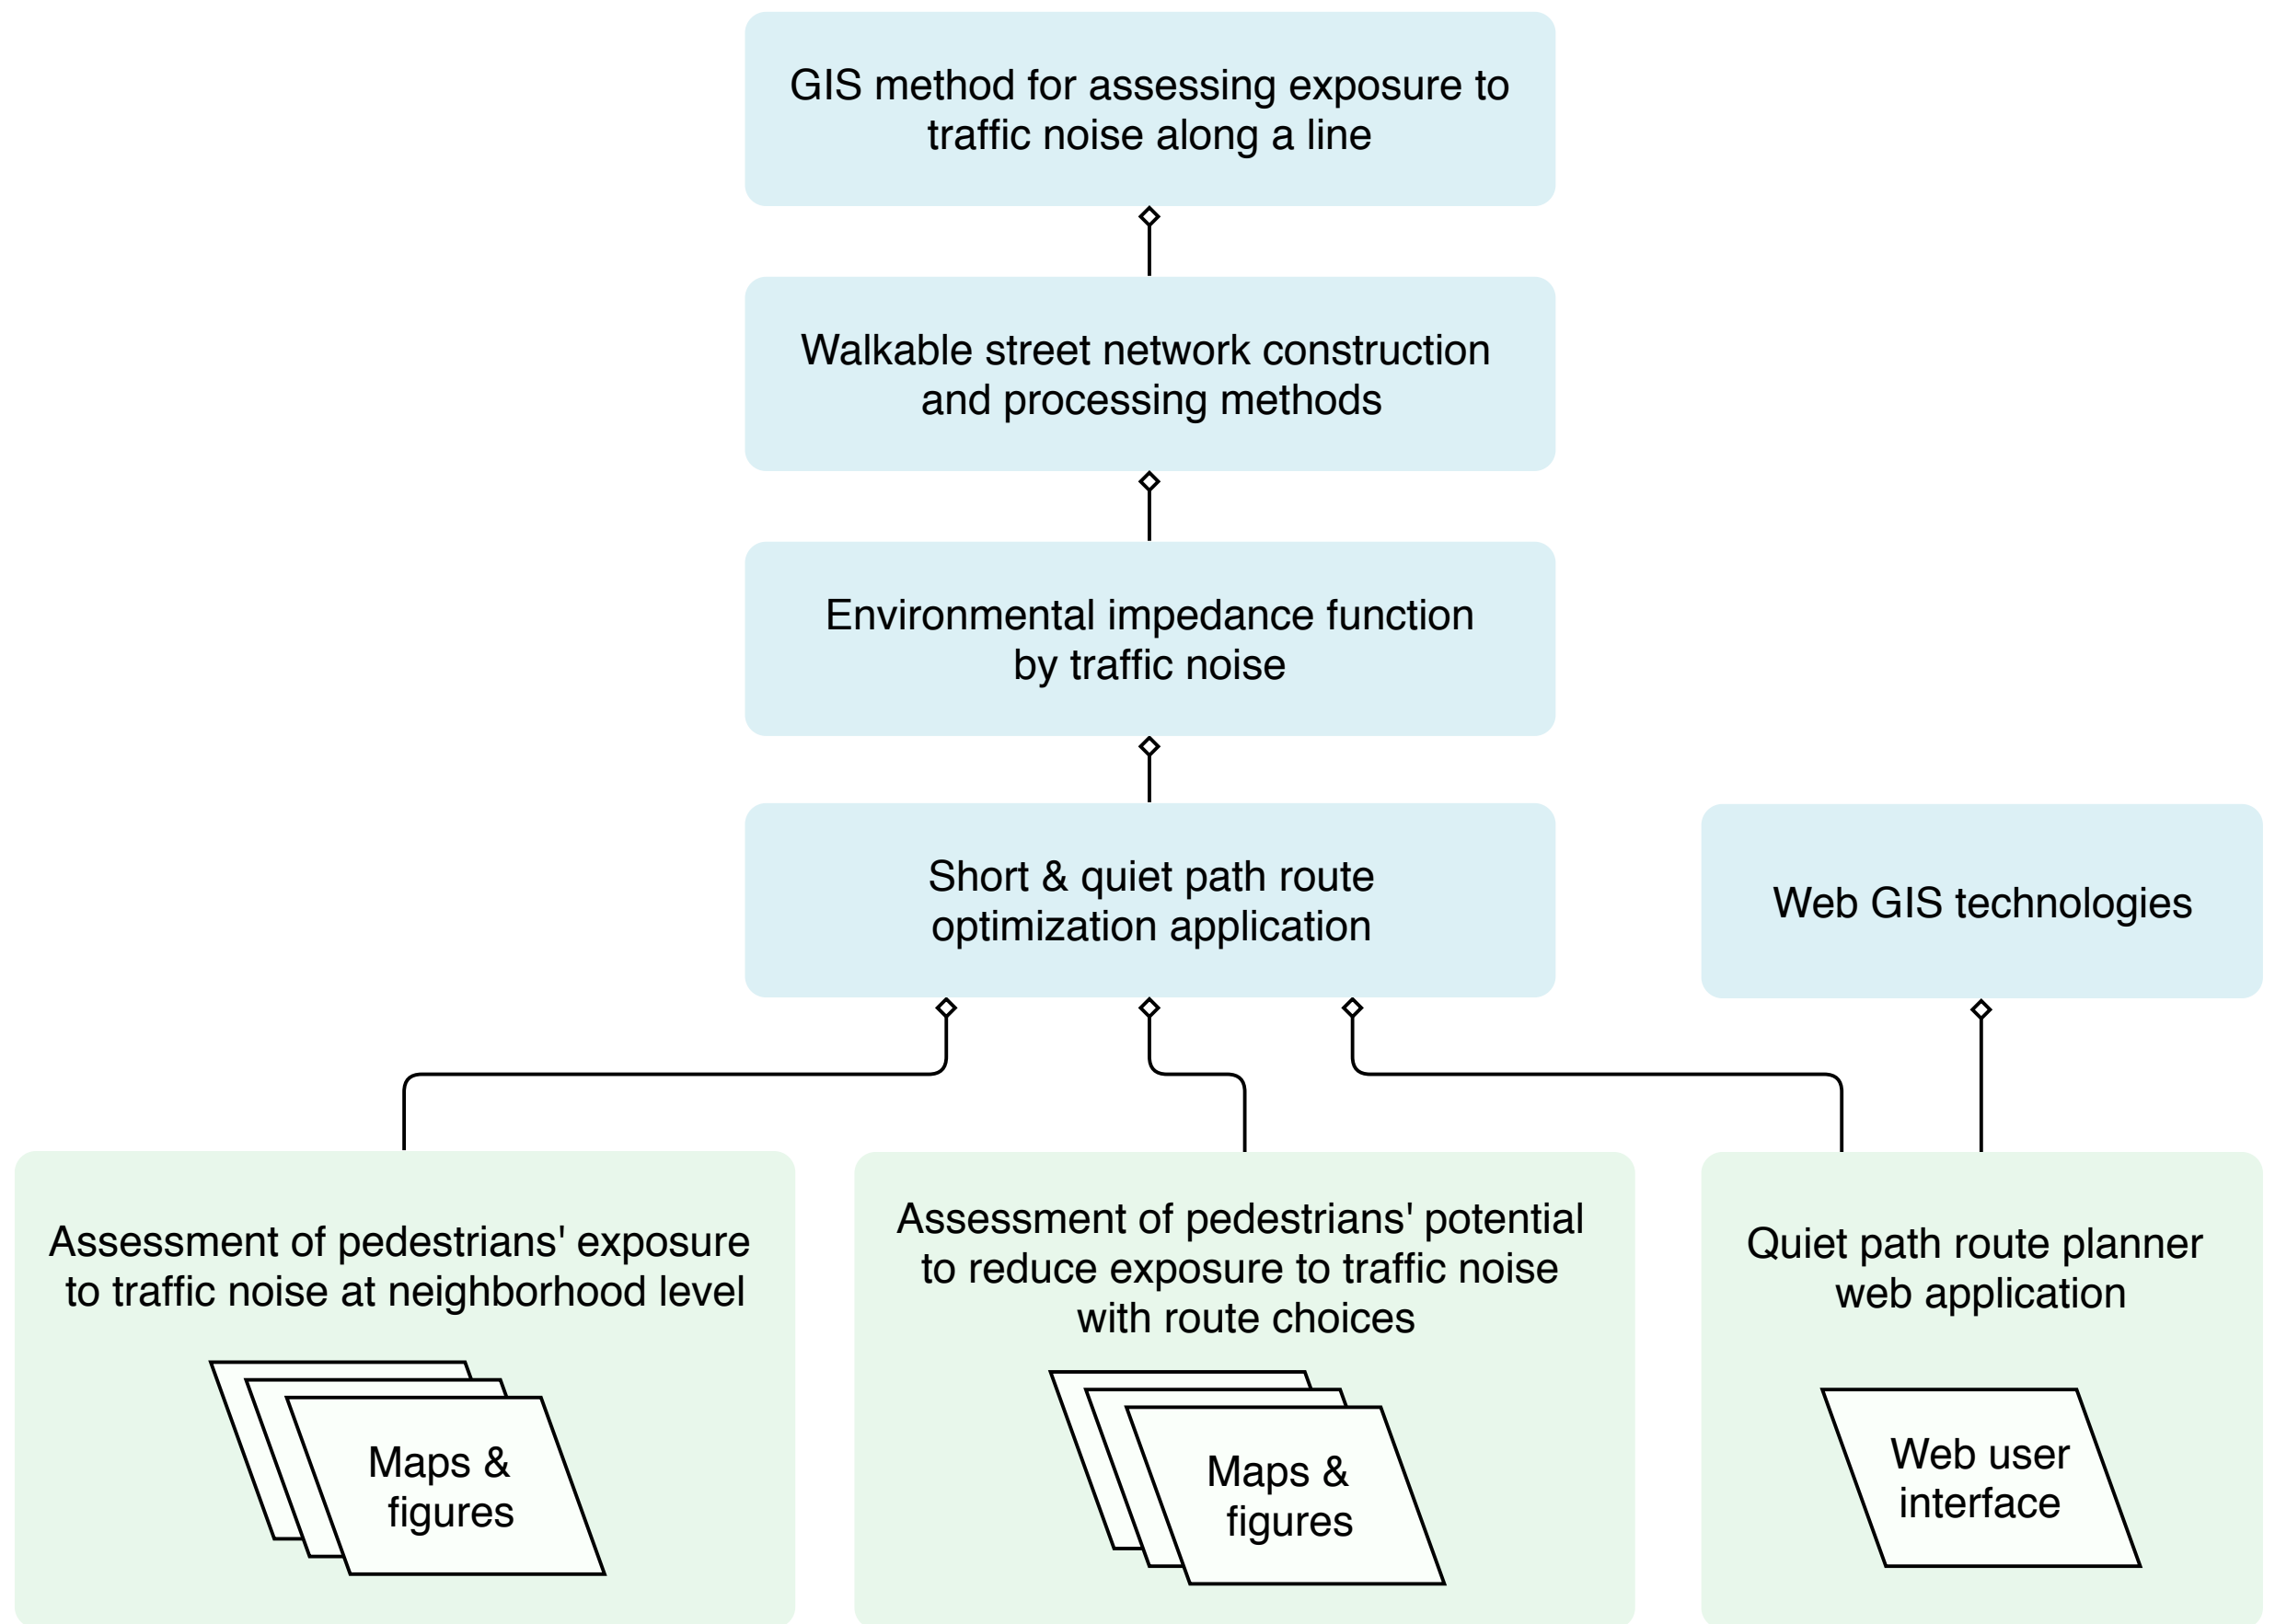 GIS method for assessing exposure to
traffic noise along a line
Walkable street network construction
and processing methods
Environmental impedance function
by traffic noise
Short & quiet path route
optimization application
Web GIS technologies
Assessment of pedestrians' exposure
to traffic noise at neighborhood level
Maps &
figures
Assessment of pedestrians' potential
to reduce exposure to traffic noise
with route choices
Maps &
figures
Quiet path route planner
web application
Web user
interface